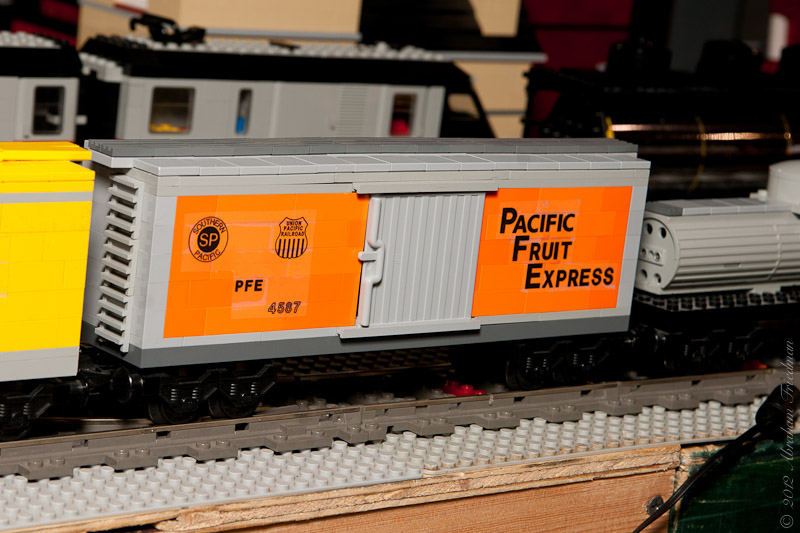 SOUTHERN
SP
PACIFIC
UNION
PACIFIC
RAILROAD
PFE
4587
PACIFIC
FRUIT
EXPRESS
© 2012 Abraham Friedman